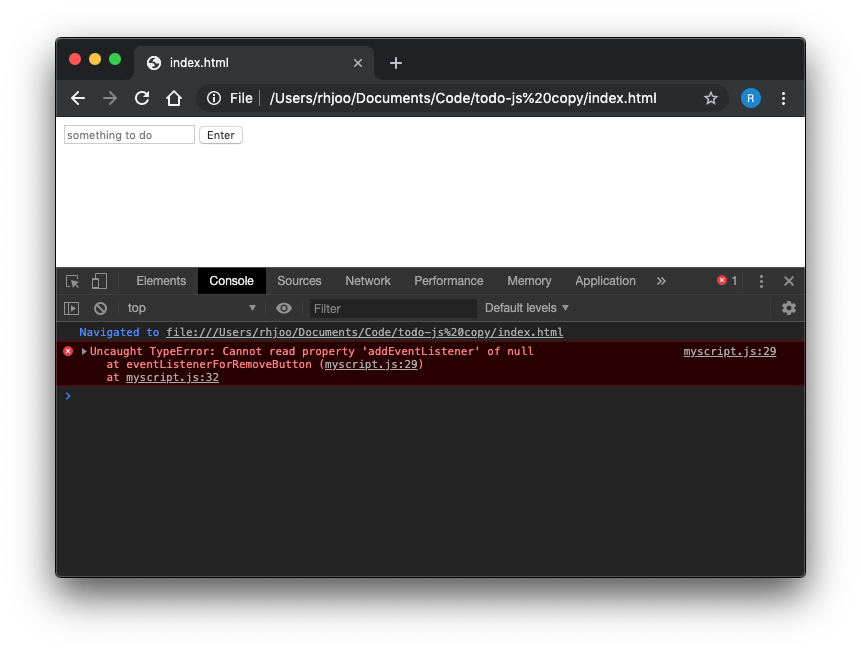 index.html
File /Users/rhjoo/Documents/Code/todo-js%20copy/index.html R
something to do Enter
Elements Console Sources Network Performance Memory Application » 1
top Filter Default levels
Navigated to file:///Users/rhjoo/Documents/Code/todo-js%20copy/index.html
Uncaught TypeError: Cannot read property 'addEventListener' of null myscript.js:29
at eventListenerForRemoveButton (myscript.js:29)
at myscript.js:32